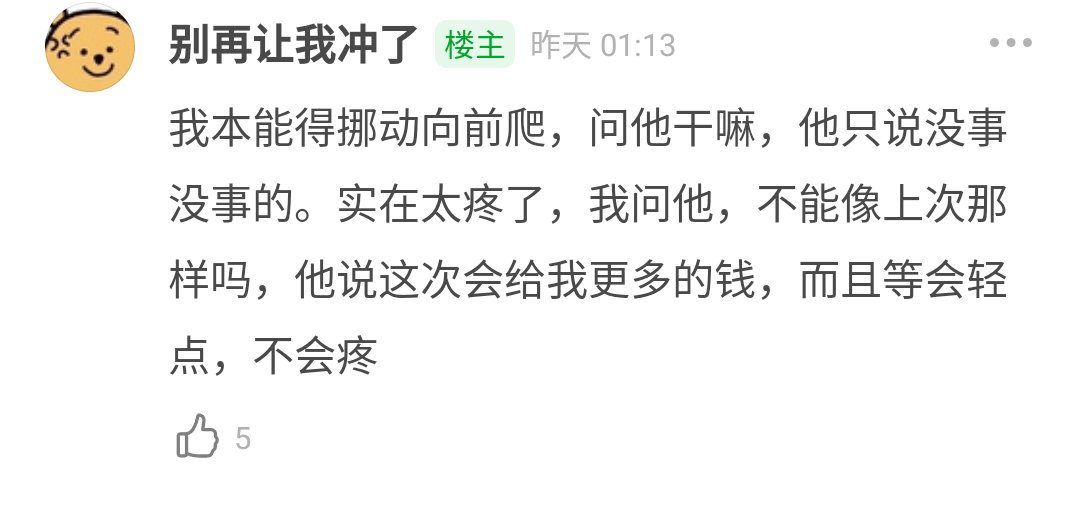 别再让我冲了 楼主 昨天 01:13
我本能得挪动向前爬，问他干嘛，他只说没事
没事的。实在太疼了，我问他，不能像上次那
样吗，他说这次会给我更多的钱，而且等会轻
点，不会疼
5